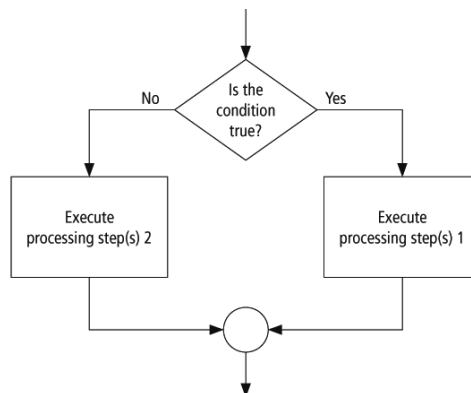 Is the
condition
true?
No
Yes
Execute
processing step(s) 2
Execute
processing step(s) 1